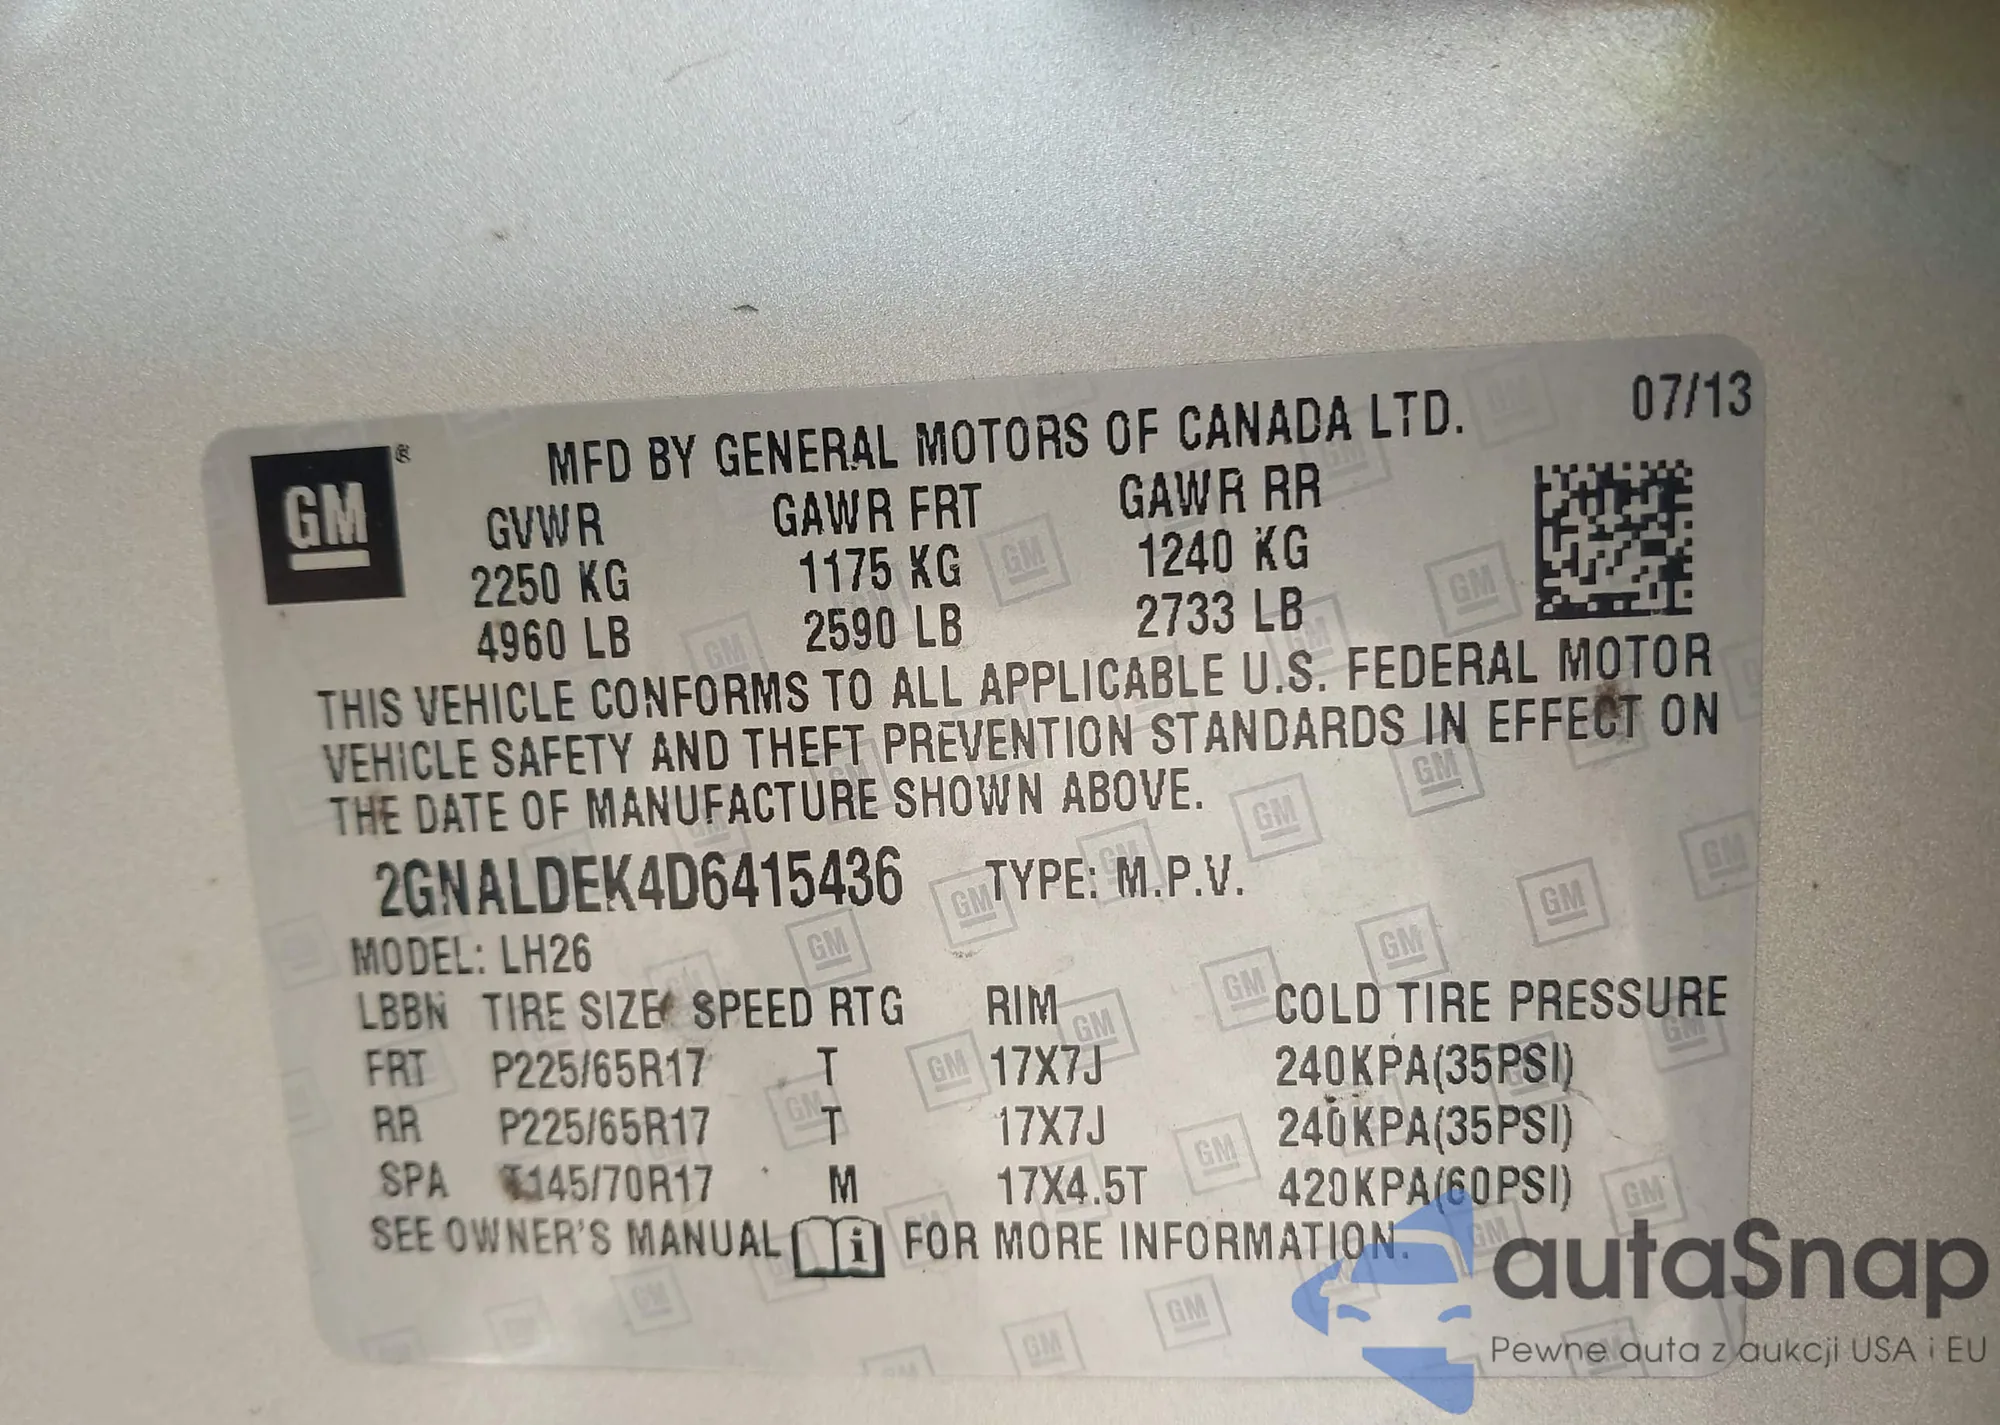 07/13
GM ®
MFD BY GENERAL MOTORS OF CANADA LTD.
GVWR GAWR FRT GAWR RR
2250 KG 1175 KG 1240 KG
4960 LB 2590 LB 2733 LB
THIS VEHICLE CONFORMS TO ALL APPLICABLE U.S. FEDERAL MOTOR
VEHICLE SAFETY AND THEFT PREVENTION STANDARDS IN EFFECT ON
THE DATE OF MANUFACTURE SHOWN ABOVE.
2GNALDEK4D6415436 TYPE: M.P.V.
MODEL: LH26
LBBN TIRE SIZE SPEED RTG RIM COLD TIRE PRESSURE
FRT P225/65R17 T 17X7J 240KPA(35PSI)
RR P225/65R17 T 17X7J 240KPA(35PSI)
SPA T145/70R17 M 17X4.5T 420KPA(60PSI)
SEE OWNER'S MANUAL i FOR MORE INFORMATION.
autaSnap
Pewne auta z aukcji USA i EU